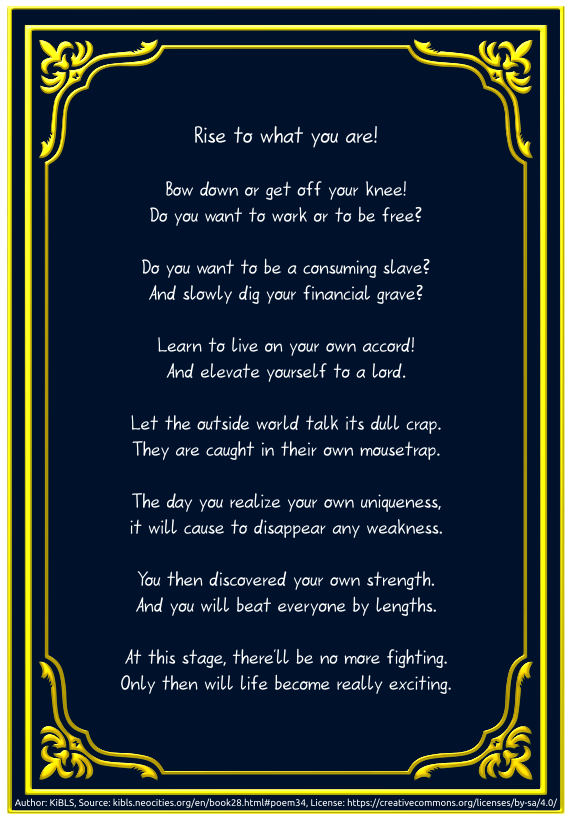 Rise to what you are!
Bow down or get off your knee!
Do you want to work or to be free?
Do you want to be a consuming slave?
And slowly dig your financial grave?
Learn to live on your own accord!
And elevate yourself to a lord.
Let the outside world talk its dull crap.
They are caught in their own mousetrap.
The day you realize your own uniqueness,
it will cause to disappear any weakness.
You then discovered your own strength.
And you will beat everyone by lengths.
At this stage, there'll be no more fighting.
Only then will life become really exciting.
Author: KiBLS, Source: kibls.neocities.org/en/book28.html#poem34, License: https://creativecommons.org/licenses/by-sa/4.0/